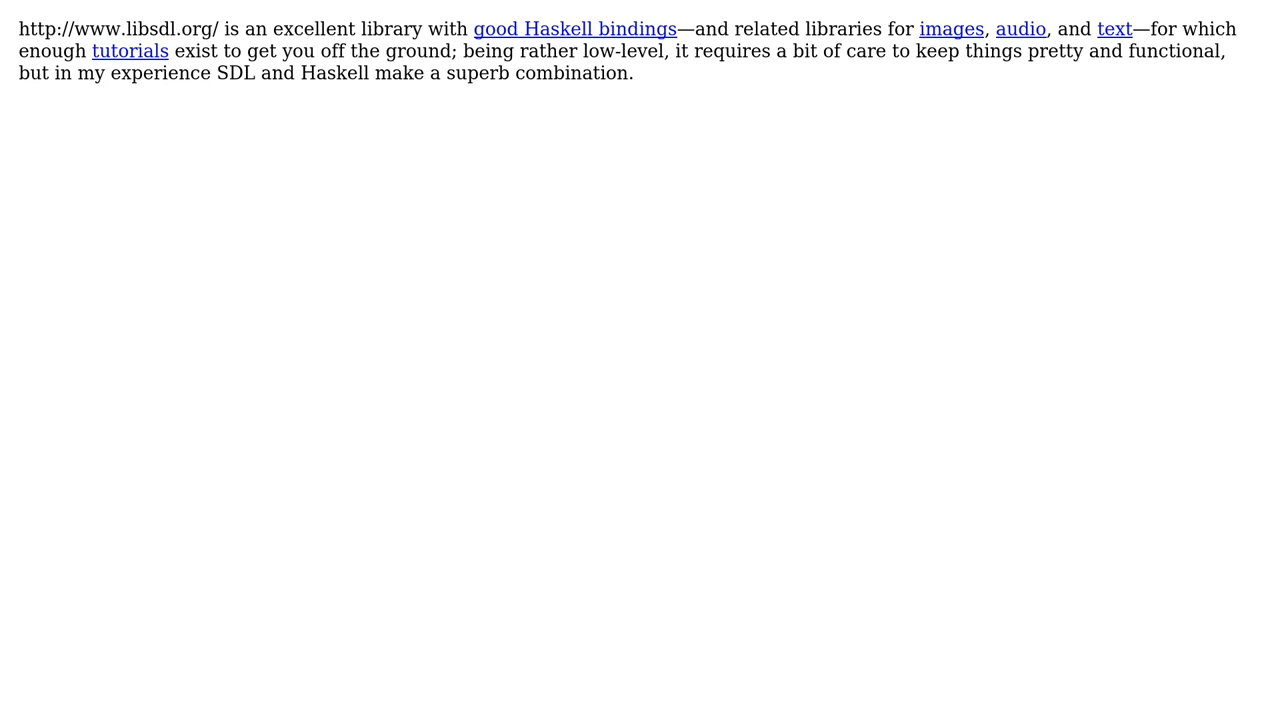 http://www.libsdl.org/ is an excellent library with good Haskell bindings—and related libraries for images, audio, and text—for which
enough tutorials exist to get you off the ground; being rather low-level, it requires a bit of care to keep things pretty and functional,
but in my experience SDL and Haskell make a superb combination.